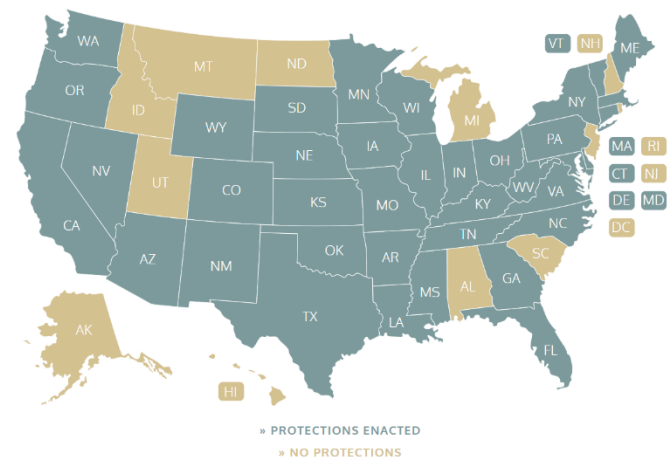 WA
MT
ND
VT
NH
ME
OR
ID
MN
WI
MI
NY
SD
WY
IA
PA
MA
RI
NE
IL
IN
OH
NV
UT
CO
CT
NJ
KS
MO
KY
WV
VA
DE
MD
CA
NC
DC
TN
OK
AR
SC
AZ
NM
MS
AL
GA
TX
LA
AK
FL
HI
» PROTECTIONS ENACTED
» NO PROTECTIONS